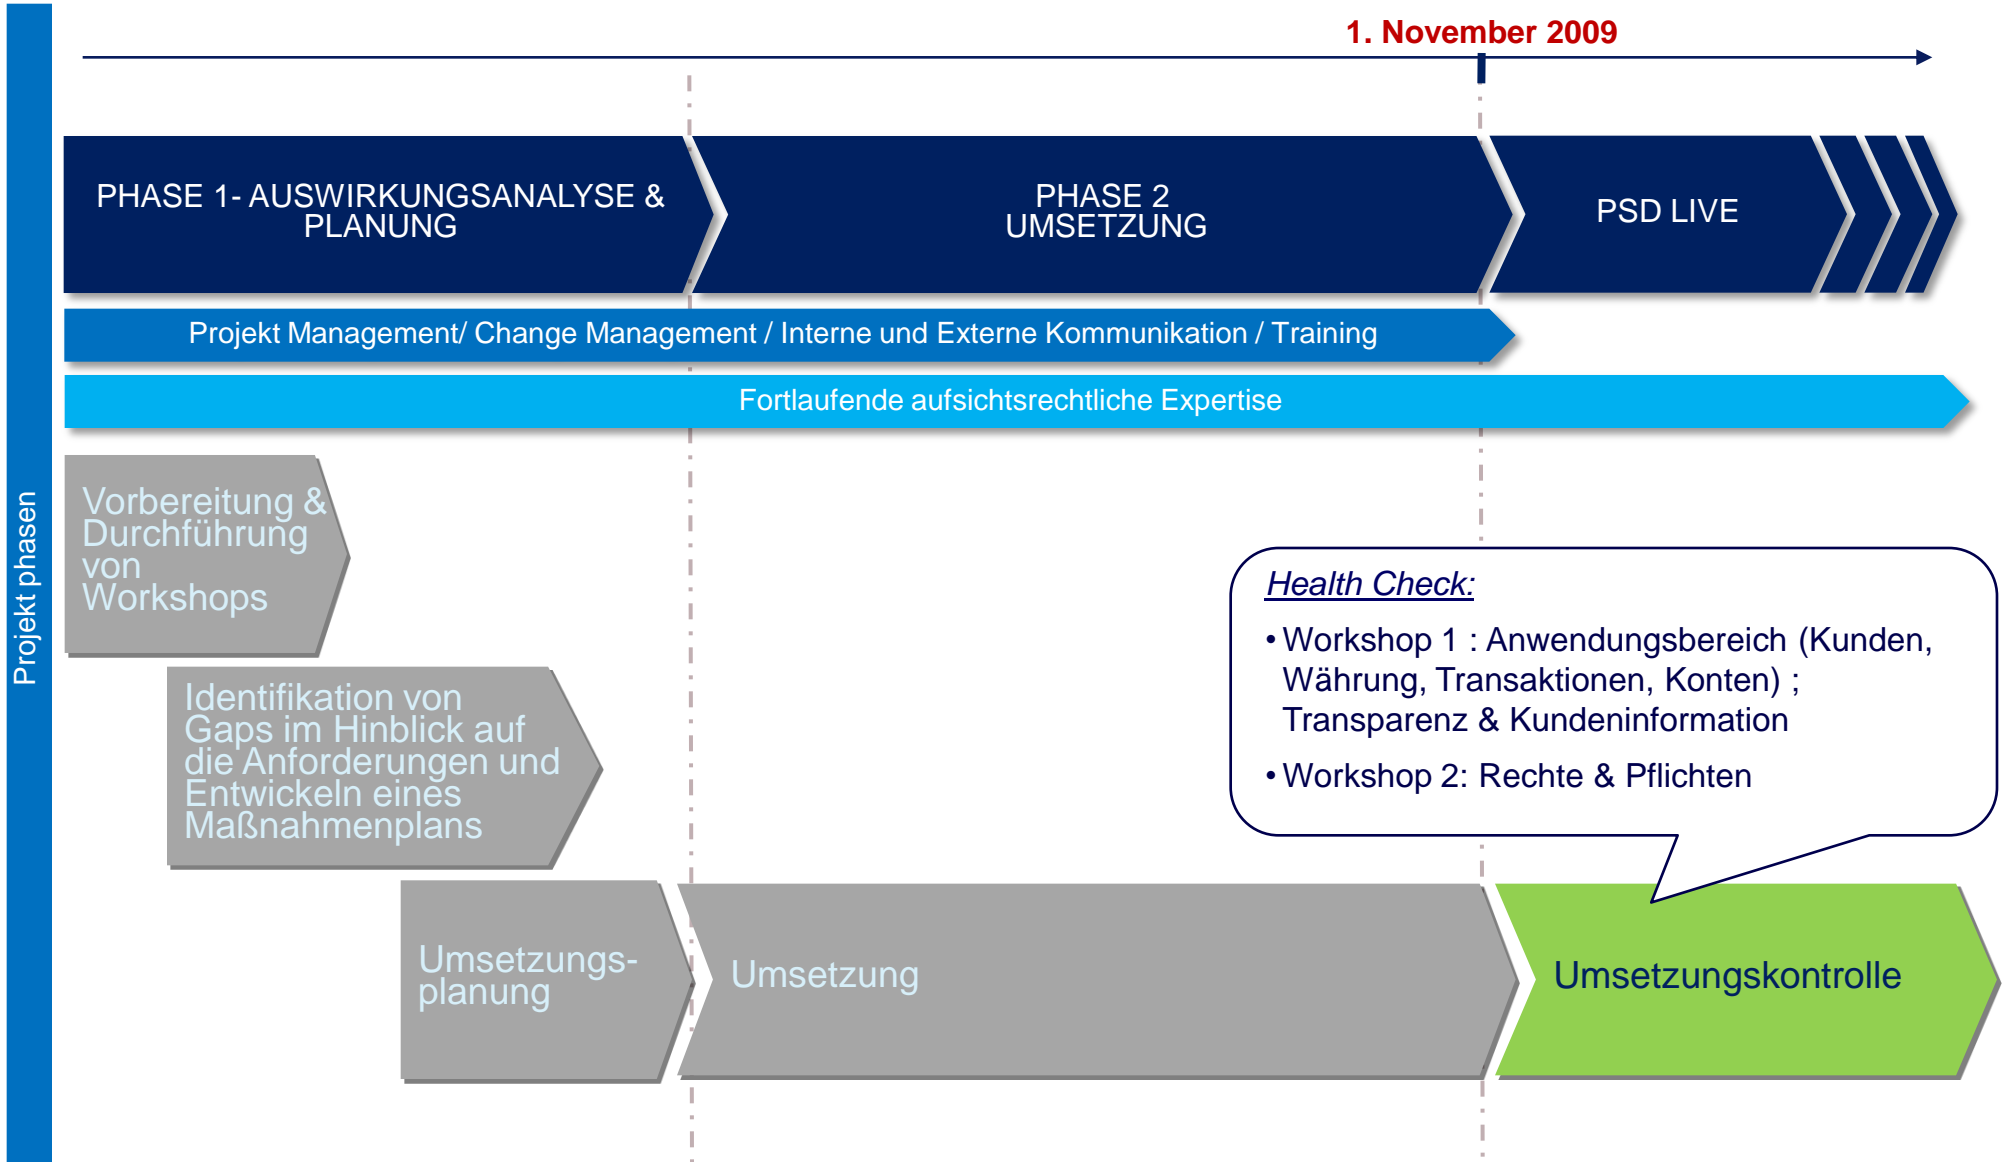 1. November 2009
PHASE 1- AUSWIRKUNGSANALYSE &
PLANUNG
PHASE 2
UMSETZUNG
PSD LIVE
Projekt Management/ Change Management / Interne und Externe Kommunikation / Training
Fortlaufende aufsichtsrechtliche Expertise
Projekt phasen
Vorbereitung &
Durchführung
von
Workshops
Identifikation von
Gaps im Hinblick auf
die Anforderungen und
Entwickeln eines
Maßnahmenplans
Health Check:
• Workshop 1 : Anwendungsbereich (Kunden,
Währung, Transaktionen, Konten) ;
Transparenz & Kundeninformation
• Workshop 2: Rechte & Pflichten
Umsetzungs-
planung
Umsetzung
Umsetzungskontrolle